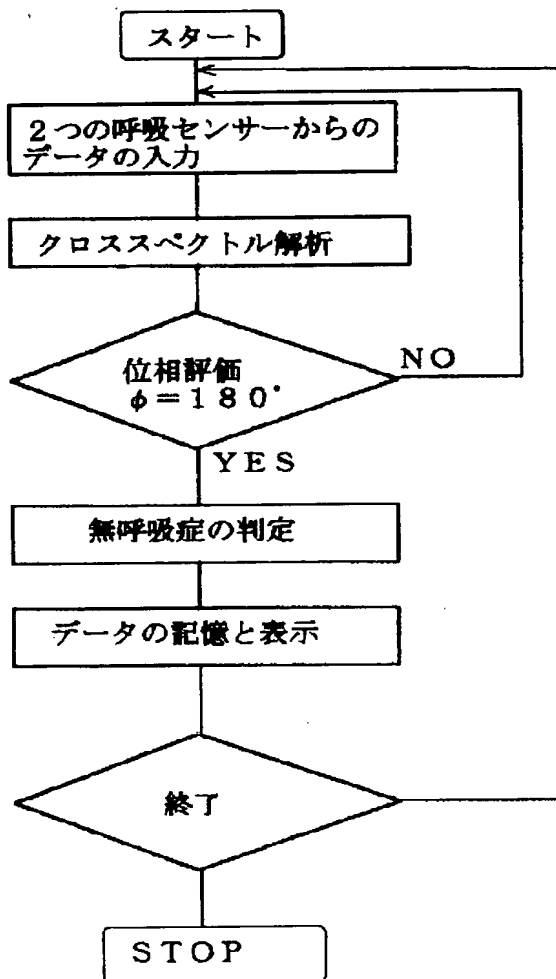 スタート
2つの呼吸センサーからの
データの入力
クロススペクトル解析
位相評価
φ=180°
NO
YES
無呼吸症の判定
データの記憶と表示
終了
STOP